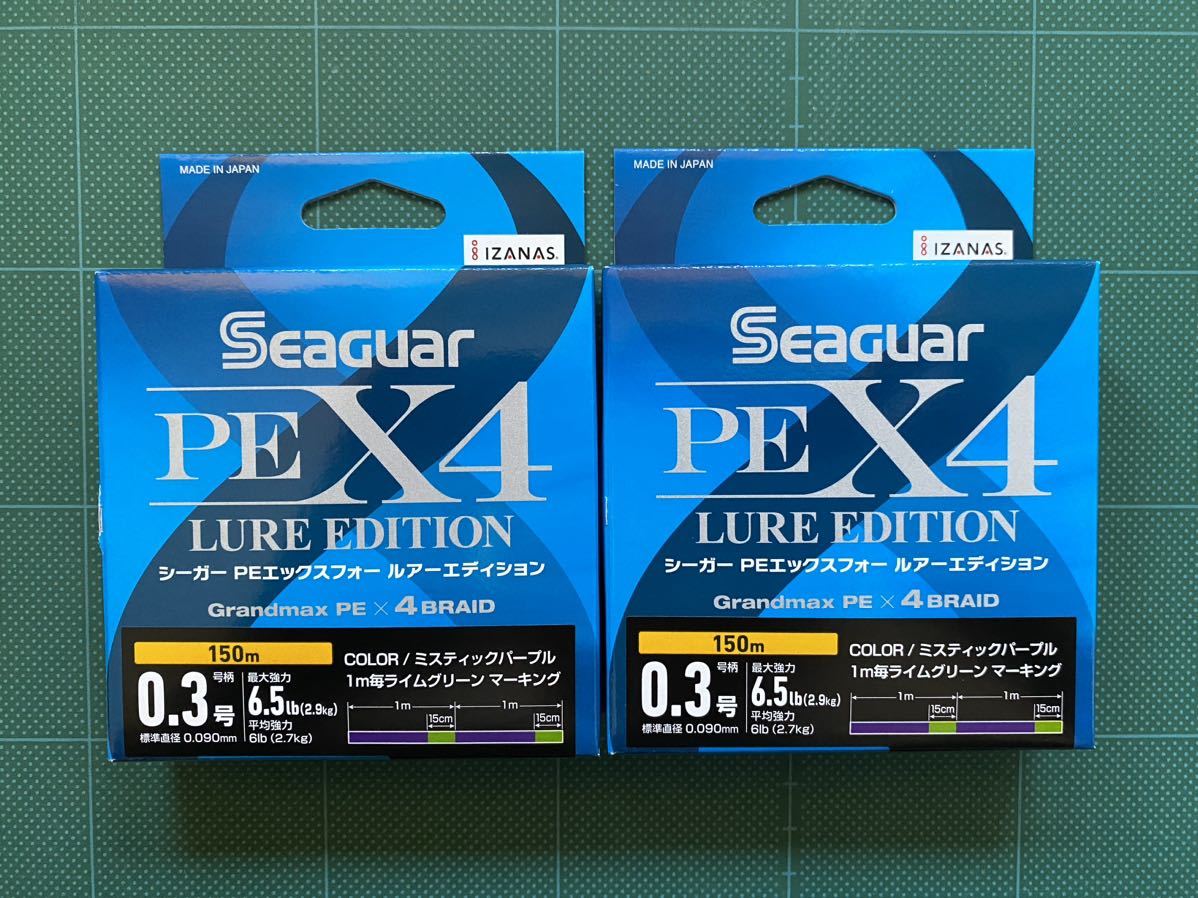 MADE IN JAPAN
IZANAS
Seaguar
PE X4
LURE EDITION
シーガー PEエックスフォー ルアーエディション
Grandmax PE × 4 BRAID
150m
0.3号
号柄
標準直径 0.090mm
最大強力
6.5lb(2.9kg)
平均強力
6lb (2.7kg)
COLOR / ミスティックパープル
1m毎ライムグリーン マーキング
1m 1m
15cm 15cm
MADE IN JAPAN
IZANAS
Seaguar
PE X4
LURE EDITION
シーガー PEエックスフォー ルアーエディション
Grandmax PE × 4 BRAID
150m
0.3号
号柄
標準直径 0.090mm
最大強力
6.5lb(2.9kg)
平均強力
6lb (2.7kg)
COLOR / ミスティックパープル
1m毎ライムグリーン マーキング
1m 1m
15cm 15cm